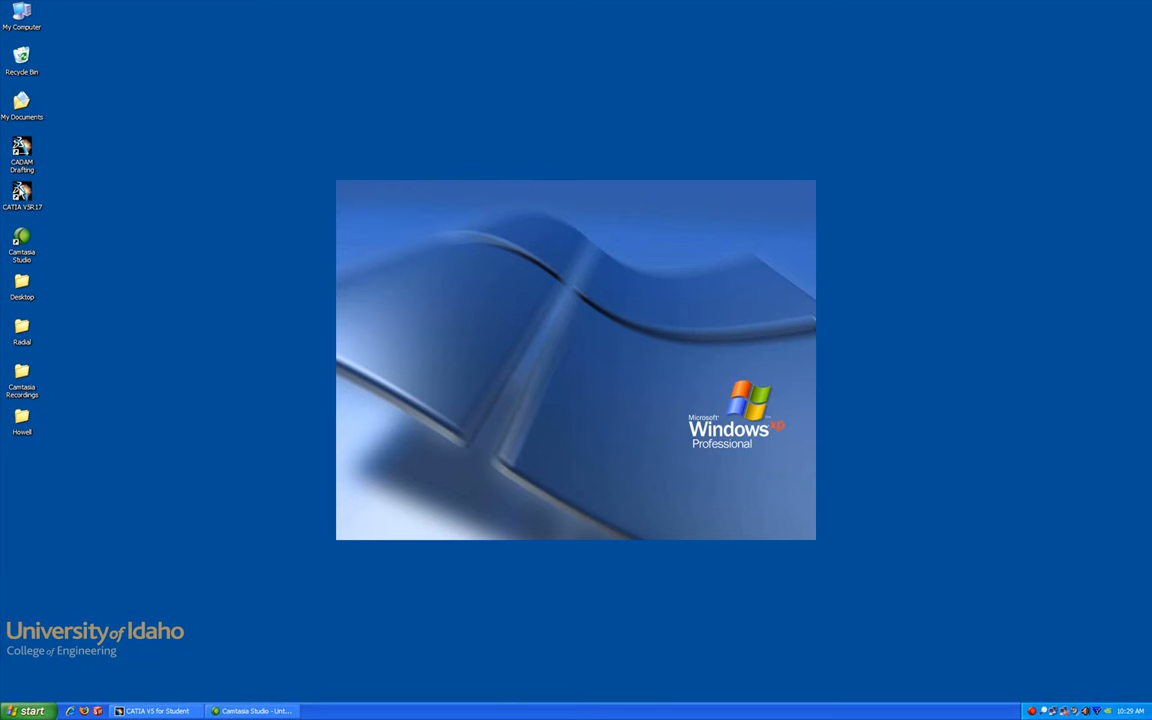 My Computer
Recycle Bin
My Documents
CADAM
Drafting
CATIA V5R17
Camtasia
Studio
Desktop
Radial
Camtasia
Recordings
Howell
Microsoft
Windows xp
Professional
University of Idaho
College of Engineering
start
CATIA V5 for Student
Camtasia Studio - Unt...
10:29 AM